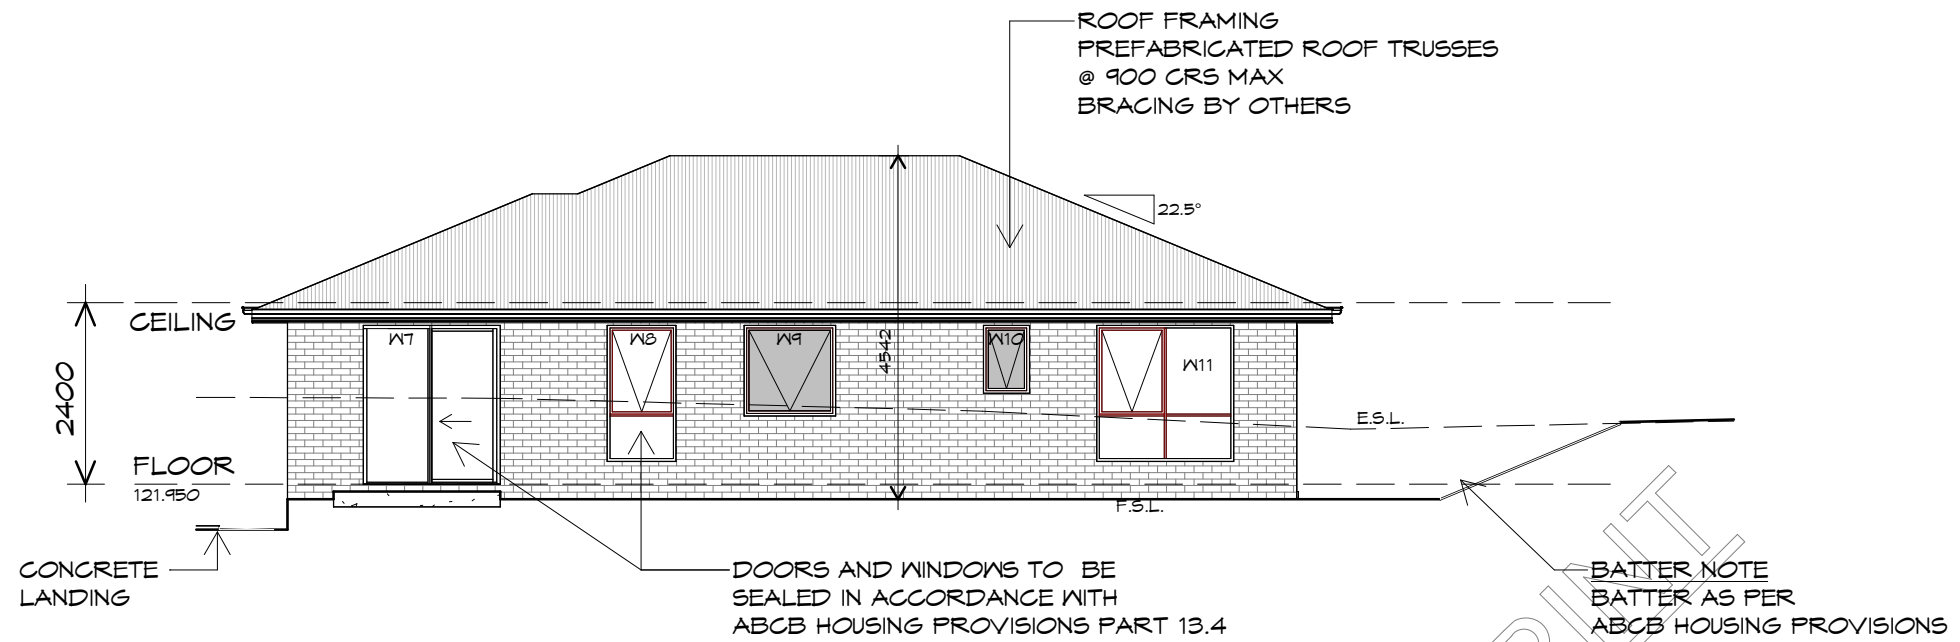 ROOF FRAMING
PREFABRICATED ROOF TRUSSES
@ 900 CRS MAX
BRACING BY OTHERS
22.5°
CEILING
2400
W7
W8
W9
W10
W11
4542
E.S.L.
FLOOR
121.950
F.S.L.
CONCRETE
LANDING
DOORS AND WINDOWS TO BE
SEALED IN ACCORDANCE WITH
ABCB HOUSING PROVISIONS PART 13.4
BATTER NOTE
BATTER AS PER
ABCB HOUSING PROVISIONS